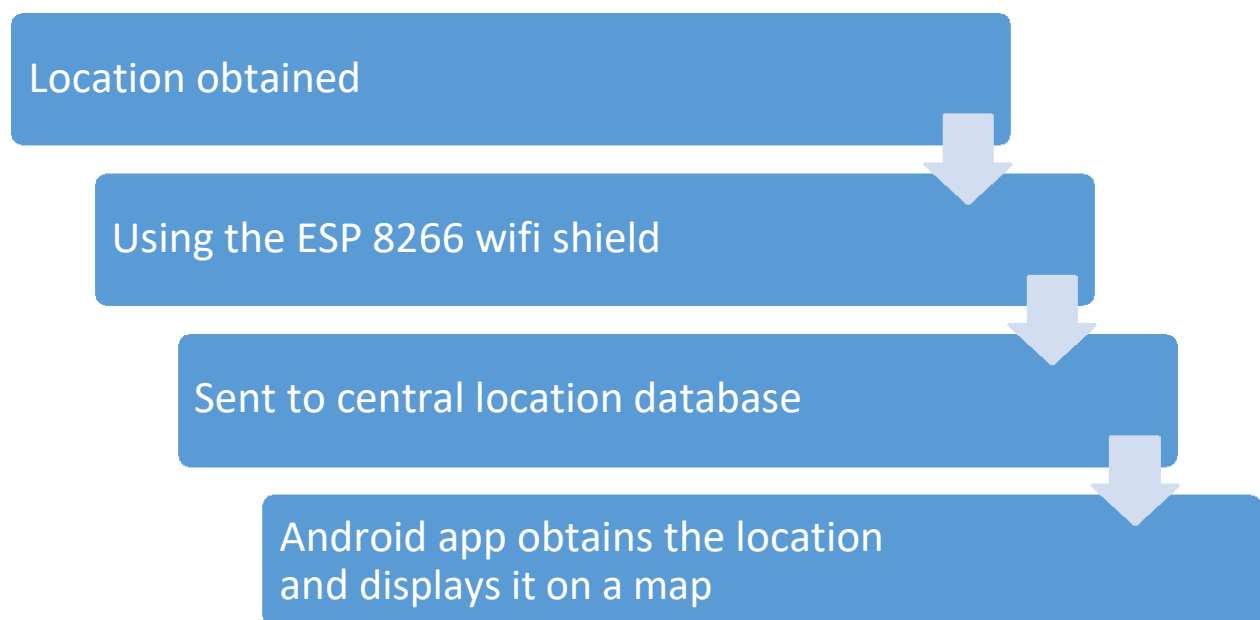 Location obtained
Using the ESP 8266 wifi shield
Sent to central location database
Android app obtains the location
and displays it on a map